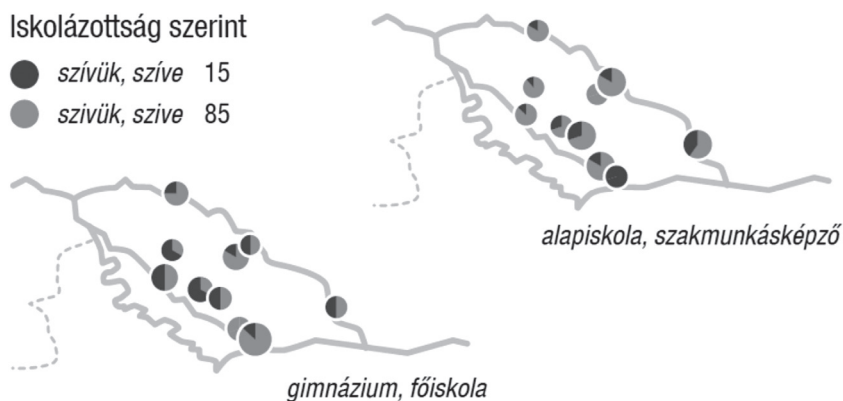 Iskolázottság szerint
szívük, szíve 15
szivük, szive 85
alapiskola, szakmunkásképző
gimnázium, főiskola